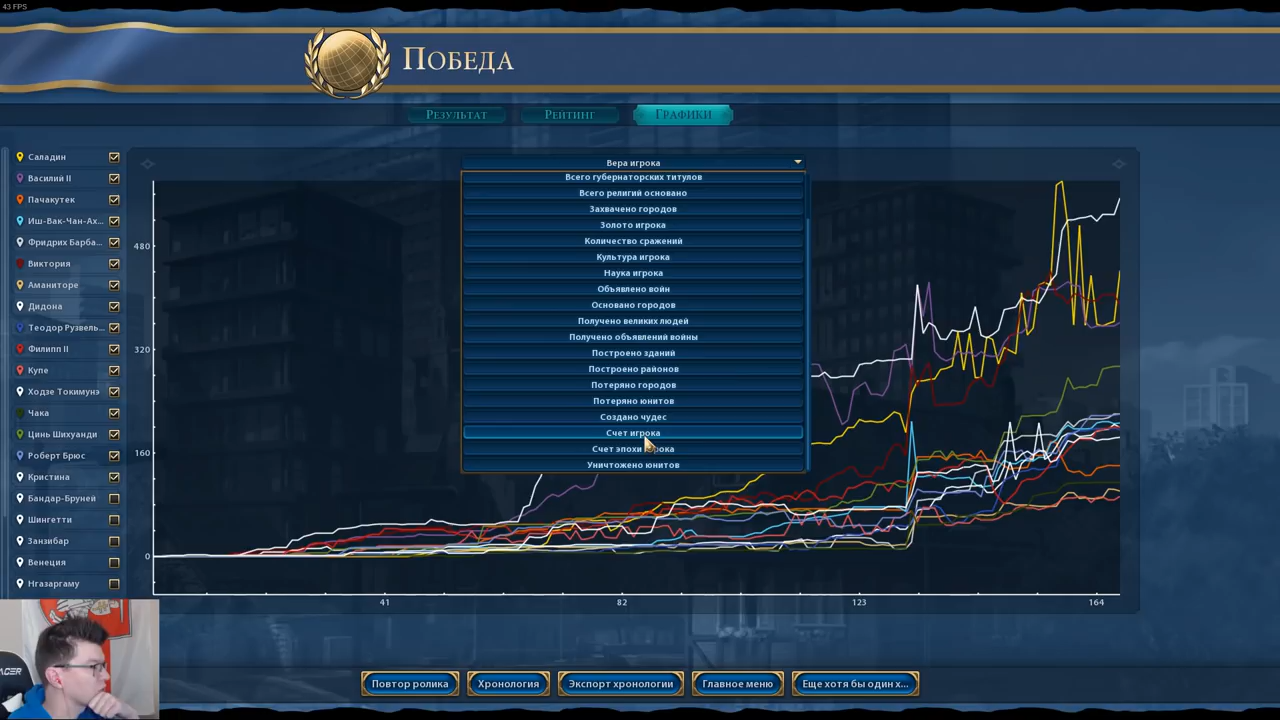 43 FPS
Победа
Результат
Рейтинг
Графики
Саладин
Василий II
Пачакутек
Иш-Вак-Чан-Ах...
Фридрих Барба...
Виктория
Аманиторе
Дидона
Теодор Рузвель...
Филипп II
Купе
Ходзе Токимунэ
Чака
Цинь Шихуанди
Роберт Брюс
Кристина
Бандар-Бруней
Шингетти
Занзибар
Венеция
Нгазаргаму
Вера игрока
Всего губернаторских титулов
Всего религий основано
Захвачено городов
Золото игрока
Количество сражений
Культура игрока
Наука игрока
Объявлено войн
Основано городов
Получено великих людей
Получено объявлений войны
Построено зданий
Построено районов
Потеряно городов
Потеряно юнитов
Создано чудес
Счет игрока
Счет эпохи игрока
Уничтожено юнитов
480
320
160
0
41
82
123
164
Повтор ролика
Хронология
Экспорт хронологии
Главное меню
Еще хотя бы один х...